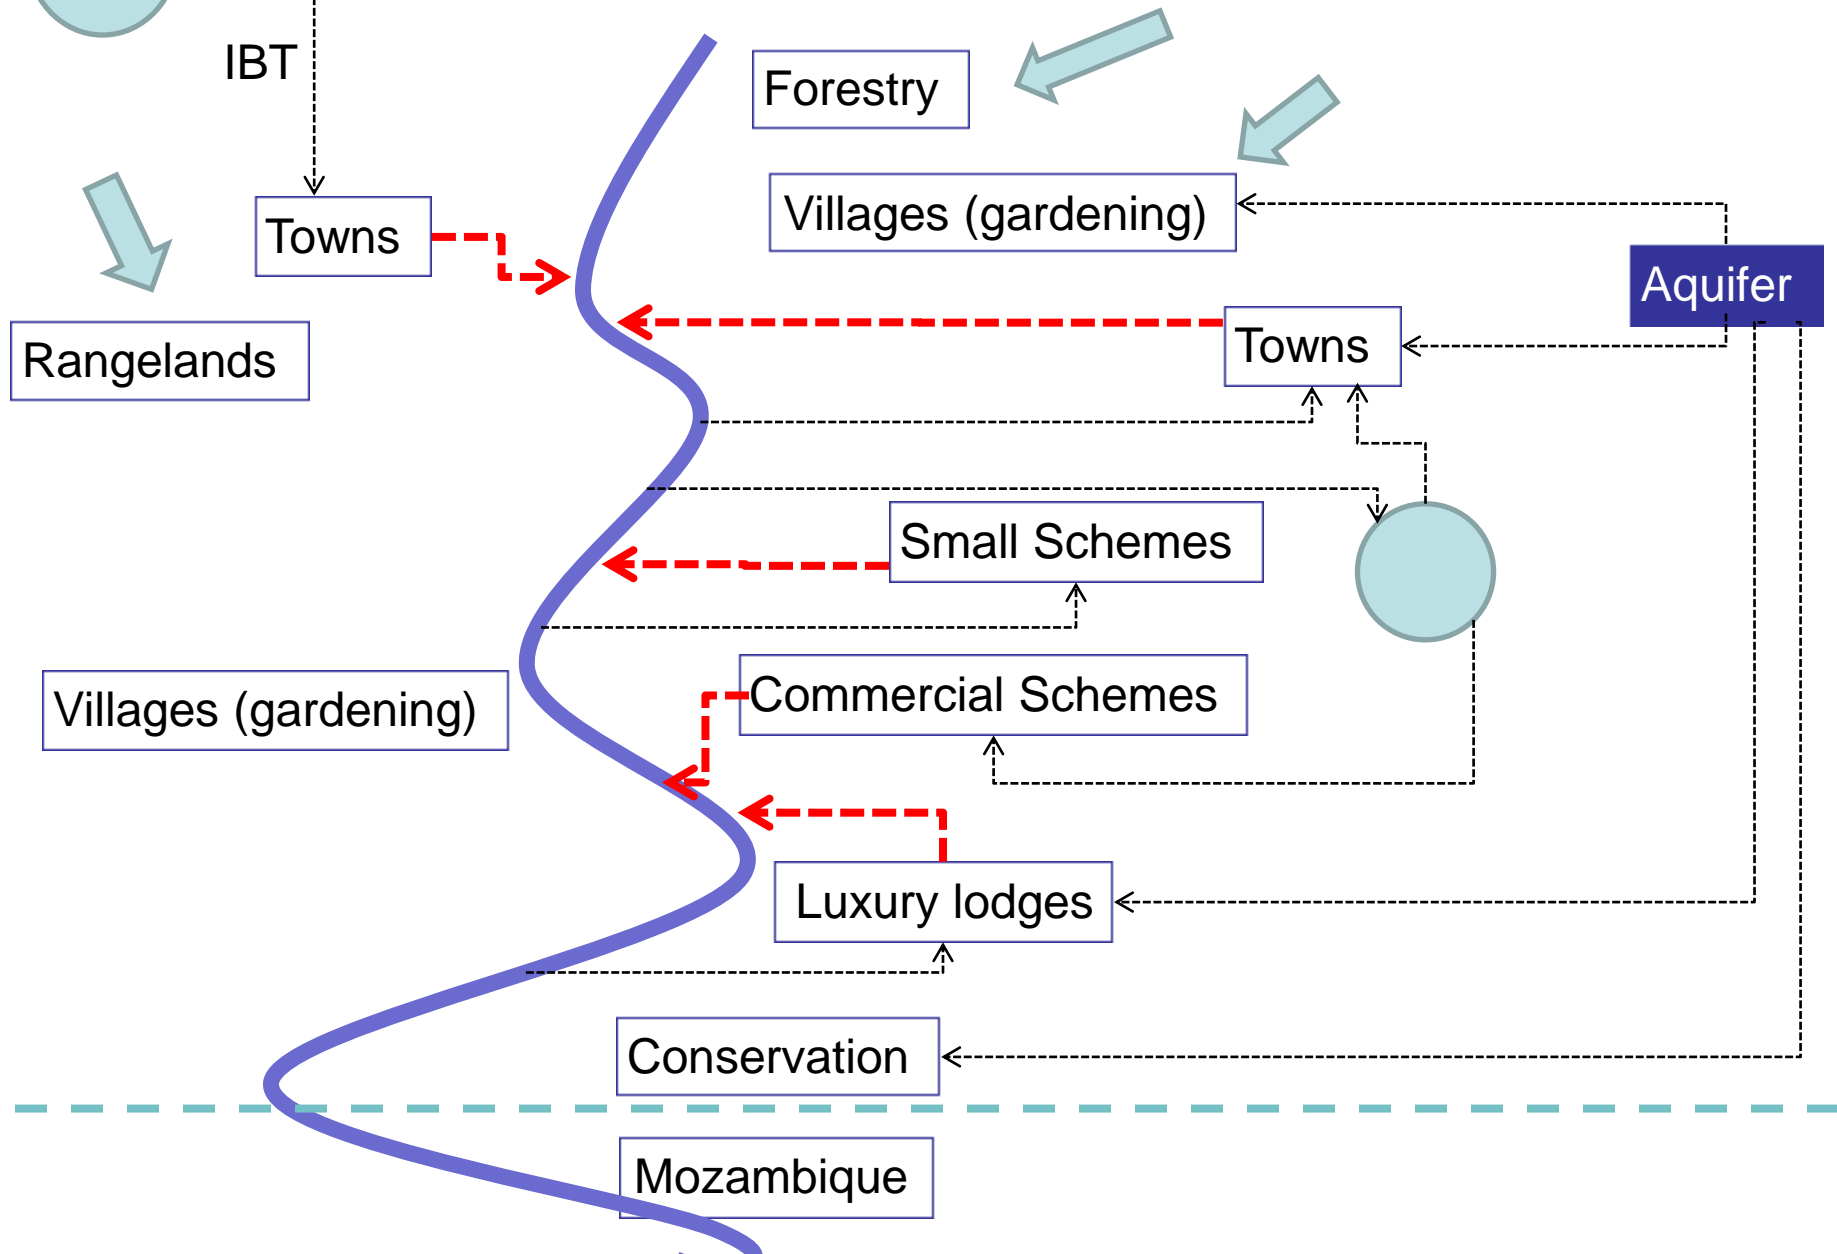 IBT
Forestry
Villages (gardening)
Towns
Aquifer
Towns
Rangelands
Small Schemes
Commercial Schemes
Villages (gardening)
Luxury lodges
Conservation
Mozambique